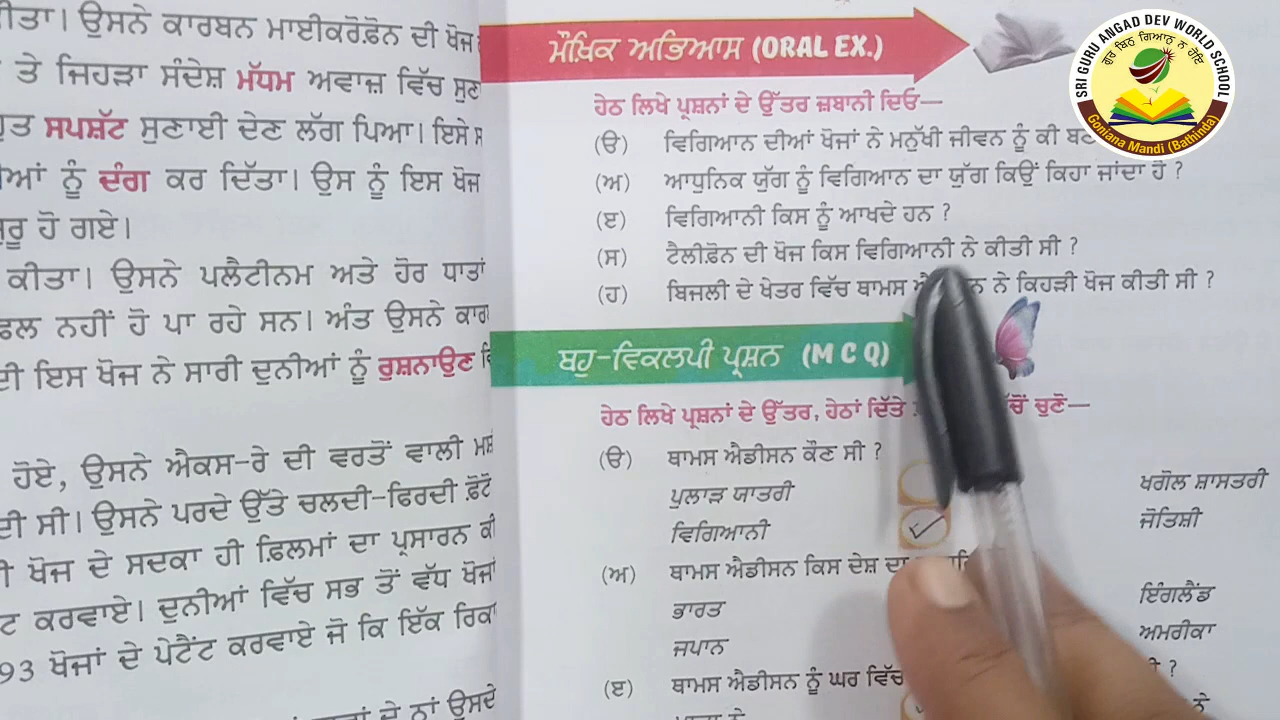 ਕੀਤਾ। ਉਸਨੇ ਕਾਰਬਨ ਮਾਈਕਰੋਫ਼ੋਨ ਦੀ ਖੋਜ
ਤੇ ਜਿਹੜਾ ਸੰਦੇਸ਼ ਮੱਧਮ ਅਵਾਜ਼ ਵਿੱਚ
ਸਪਸ਼ੱਟ ਸੁਣਾਈ ਦੇਣ ਲੱਗ ਪਿਆ। ਇਸੇ
ਨੂੰ ਦੰਗ ਕਰ ਦਿੱਤਾ। ਉਸ ਨੂੰ ਇਸ ਖੋਜ
ਹੋ ਗਏ।
ਕੀਤਾ। ਉਸਨੇ ਪਲੈਟੀਨਮ ਅਤੇ ਹੋਰ ਧਾਤਾਂ
ਨਹੀਂ ਹੋ ਪਾ ਰਹੇ ਸਨ। ਅੰਤ ਉਸਨੇ
ਦੀ ਇਸ ਖੋਜ ਨੇ ਸਾਰੀ ਦੁਨੀਆਂ ਨੂੰ ਰੁਸ਼ਨਾਉਣ
ਹੋਏ, ਉਸਨੇ ਐਕਸ-ਰੇ ਦੀ ਵਰਤੋਂ ਵਾਲੀ
ਦੀ ਸੀ। ਉਸਨੇ ਪਰਦੇ ਉੱਤੇ ਚਲਦੀ-ਫਿਰਦੀ ਫ਼ੋਟੋ
ਖੋਜ ਦੇ ਸਦਕਾ ਹੀ ਫ਼ਿਲਮਾਂ ਦਾ ਪ੍ਰਸਾਰਨ ਕੀ
ਕਰਵਾਏ। ਦੁਨੀਆਂ ਵਿੱਚ ਸਭ ਤੋਂ ਵੱਧ ਖੋਜਾਂ
93 ਖੋਜਾਂ ਦੇ ਪੇਟੈਂਟ ਕਰਵਾਏ ਜੋ ਕਿ ਇੱਕ
ਦੇ ਨਾਂ ਉਸਦੇ
ਮੌਖ਼ਿਕ ਅਭਿਆਸ (ORAL EX.)
ਹੇਠ ਲਿਖੇ ਪ੍ਰਸ਼ਨਾਂ ਦੇ ਉੱਤਰ ਜ਼ਬਾਨੀ ਦਿਓ—
(ੳ) ਵਿਗਿਆਨ ਦੀਆਂ ਖੋਜਾਂ ਨੇ ਮਨੁੱਖੀ ਜੀਵਨ ਨੂੰ ਕੀ
(ਅ) ਆਧੁਨਿਕ ਯੁੱਗ ਨੂੰ ਵਿਗਿਆਨ ਦਾ ਯੁੱਗ ਕਿਉਂ ਕਿਹਾ ਜਾਂਦਾ ਹੈ ?
(ੲ) ਵਿਗਿਆਨੀ ਕਿਸ ਨੂੰ ਆਖਦੇ ਹਨ ?
(ਸ) ਟੈਲੀਫ਼ੋਨ ਦੀ ਖੋਜ ਕਿਸ ਵਿਗਿਆਨੀ ਨੇ ਕੀਤੀ ਸੀ ?
(ਹ) ਬਿਜਲੀ ਦੇ ਖੇਤਰ ਵਿੱਚ ਥਾਮਸ ਨੇ ਕਿਹੜੀ ਖੋਜ ਕੀਤੀ ਸੀ ?
ਬਹੁ-ਵਿਕਲਪੀ ਪ੍ਰਸ਼ਨ (M C Q)
ਹੇਠ ਲਿਖੇ ਪ੍ਰਸ਼ਨਾਂ ਦੇ ਉੱਤਰ, ਹੇਠਾਂ ਦਿੱਤੇ ਚੁਣੋ—
(ੳ) ਥਾਮਸ ਐਡੀਸਨ ਕੌਣ ਸੀ ?
ਪੁਲਾੜ ਯਾਤਰੀ ਖਗੋਲ ਸ਼ਾਸਤਰੀ
ਵਿਗਿਆਨੀ ਜੋਤਿਸ਼ੀ
(ਅ) ਥਾਮਸ ਐਡੀਸਨ ਕਿਸ ਦੇਸ਼ ਦਾ
ਭਾਰਤ ਇੰਗਲੈਂਡ
ਜਪਾਨ ਅਮਰੀਕਾ
(ੲ) ਥਾਮਸ ਐਡੀਸਨ ਨੂੰ ਘਰ ਵਿੱਚ ?
ਨੇ
SRI GURU ANGAD DEV WORLD SCHOOL
ਗੁਰ ਬਿਨੁ ਗਿਆਨੁ ਨ ਹੋਇ
Goniana Mandi (Bathinda)